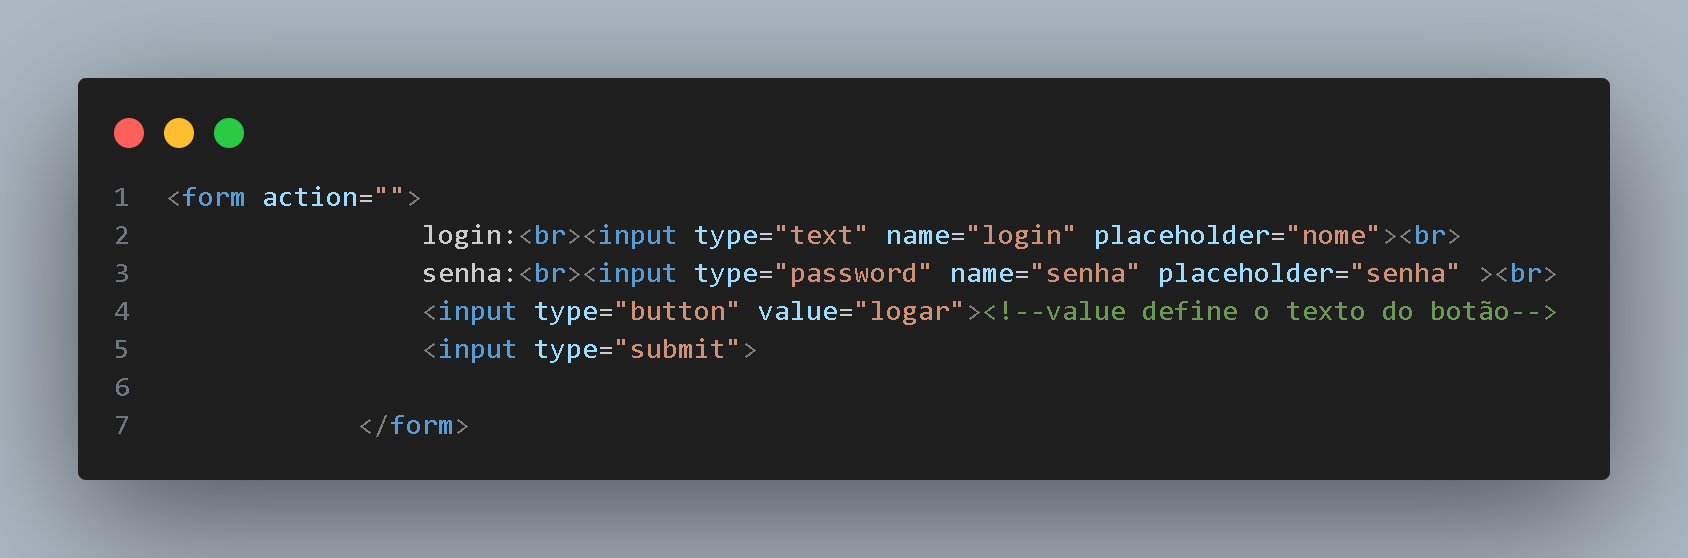 1 <form action="">
2 login:<br><input type="text" name="login" placeholder="nome"><br>
3 senha:<br><input type="password" name="senha" placeholder="senha" ><br>
4 <input type="button" value="logar"><!--value define o texto do botão-->
5 <input type="submit">
6
7 </form>